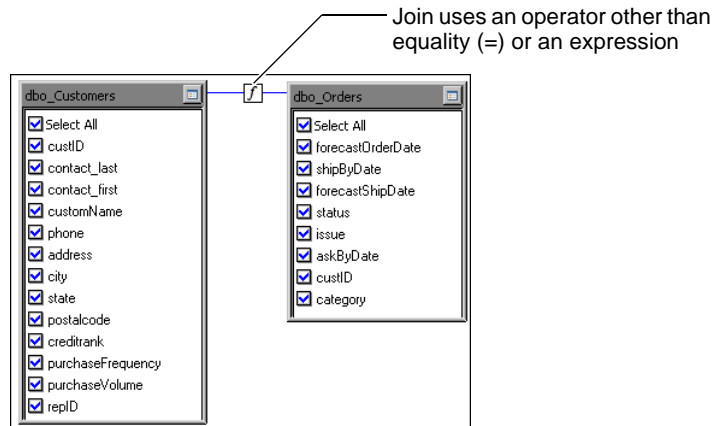 Join uses an operator other than
equality (=) or an expression
f
dbo_Customers
Select All
custID
contact_last
contact_first
customName
phone
address
city
state
postalcode
creditrank
purchaseFrequency
purchaseVolume
repID
dbo_Orders
Select All
forecastOrderDate
shipByDate
forecastShipDate
status
issue
askByDate
custID
category